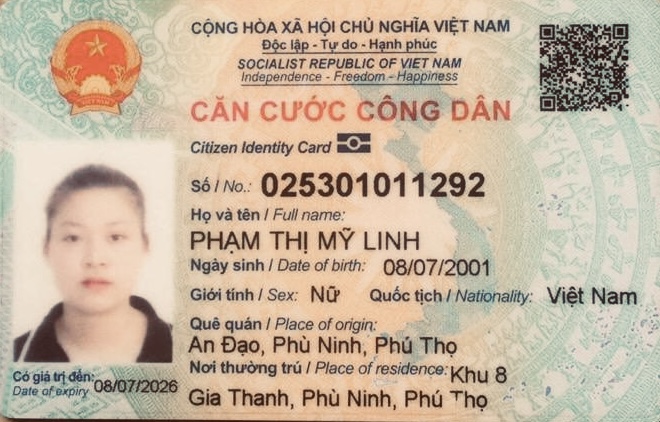 CỘNG HÒA XÃ HỘI CHỦ NGHĨA VIỆT NAM
Độc lập - Tự do - Hạnh phúc
SOCIALIST REPUBLIC OF VIET NAM
Independence - Freedom - Happiness
CĂN CƯỚC CÔNG DÂN
Citizen Identity Card
Số / No.: 025301011292
Họ và tên / Full name:
PHẠM THỊ MỸ LINH
Ngày sinh / Date of birth: 08/07/2001
Giới tính / Sex: Nữ Quốc tịch / Nationality: Việt Nam
Quê quán / Place of origin:
An Đạo, Phù Ninh, Phú Thọ
Nơi thường trú / Place of residence: Khu 8
Gia Thanh, Phù Ninh, Phú Thọ
Có giá trị đến: 08/07/2026
Date of expiry